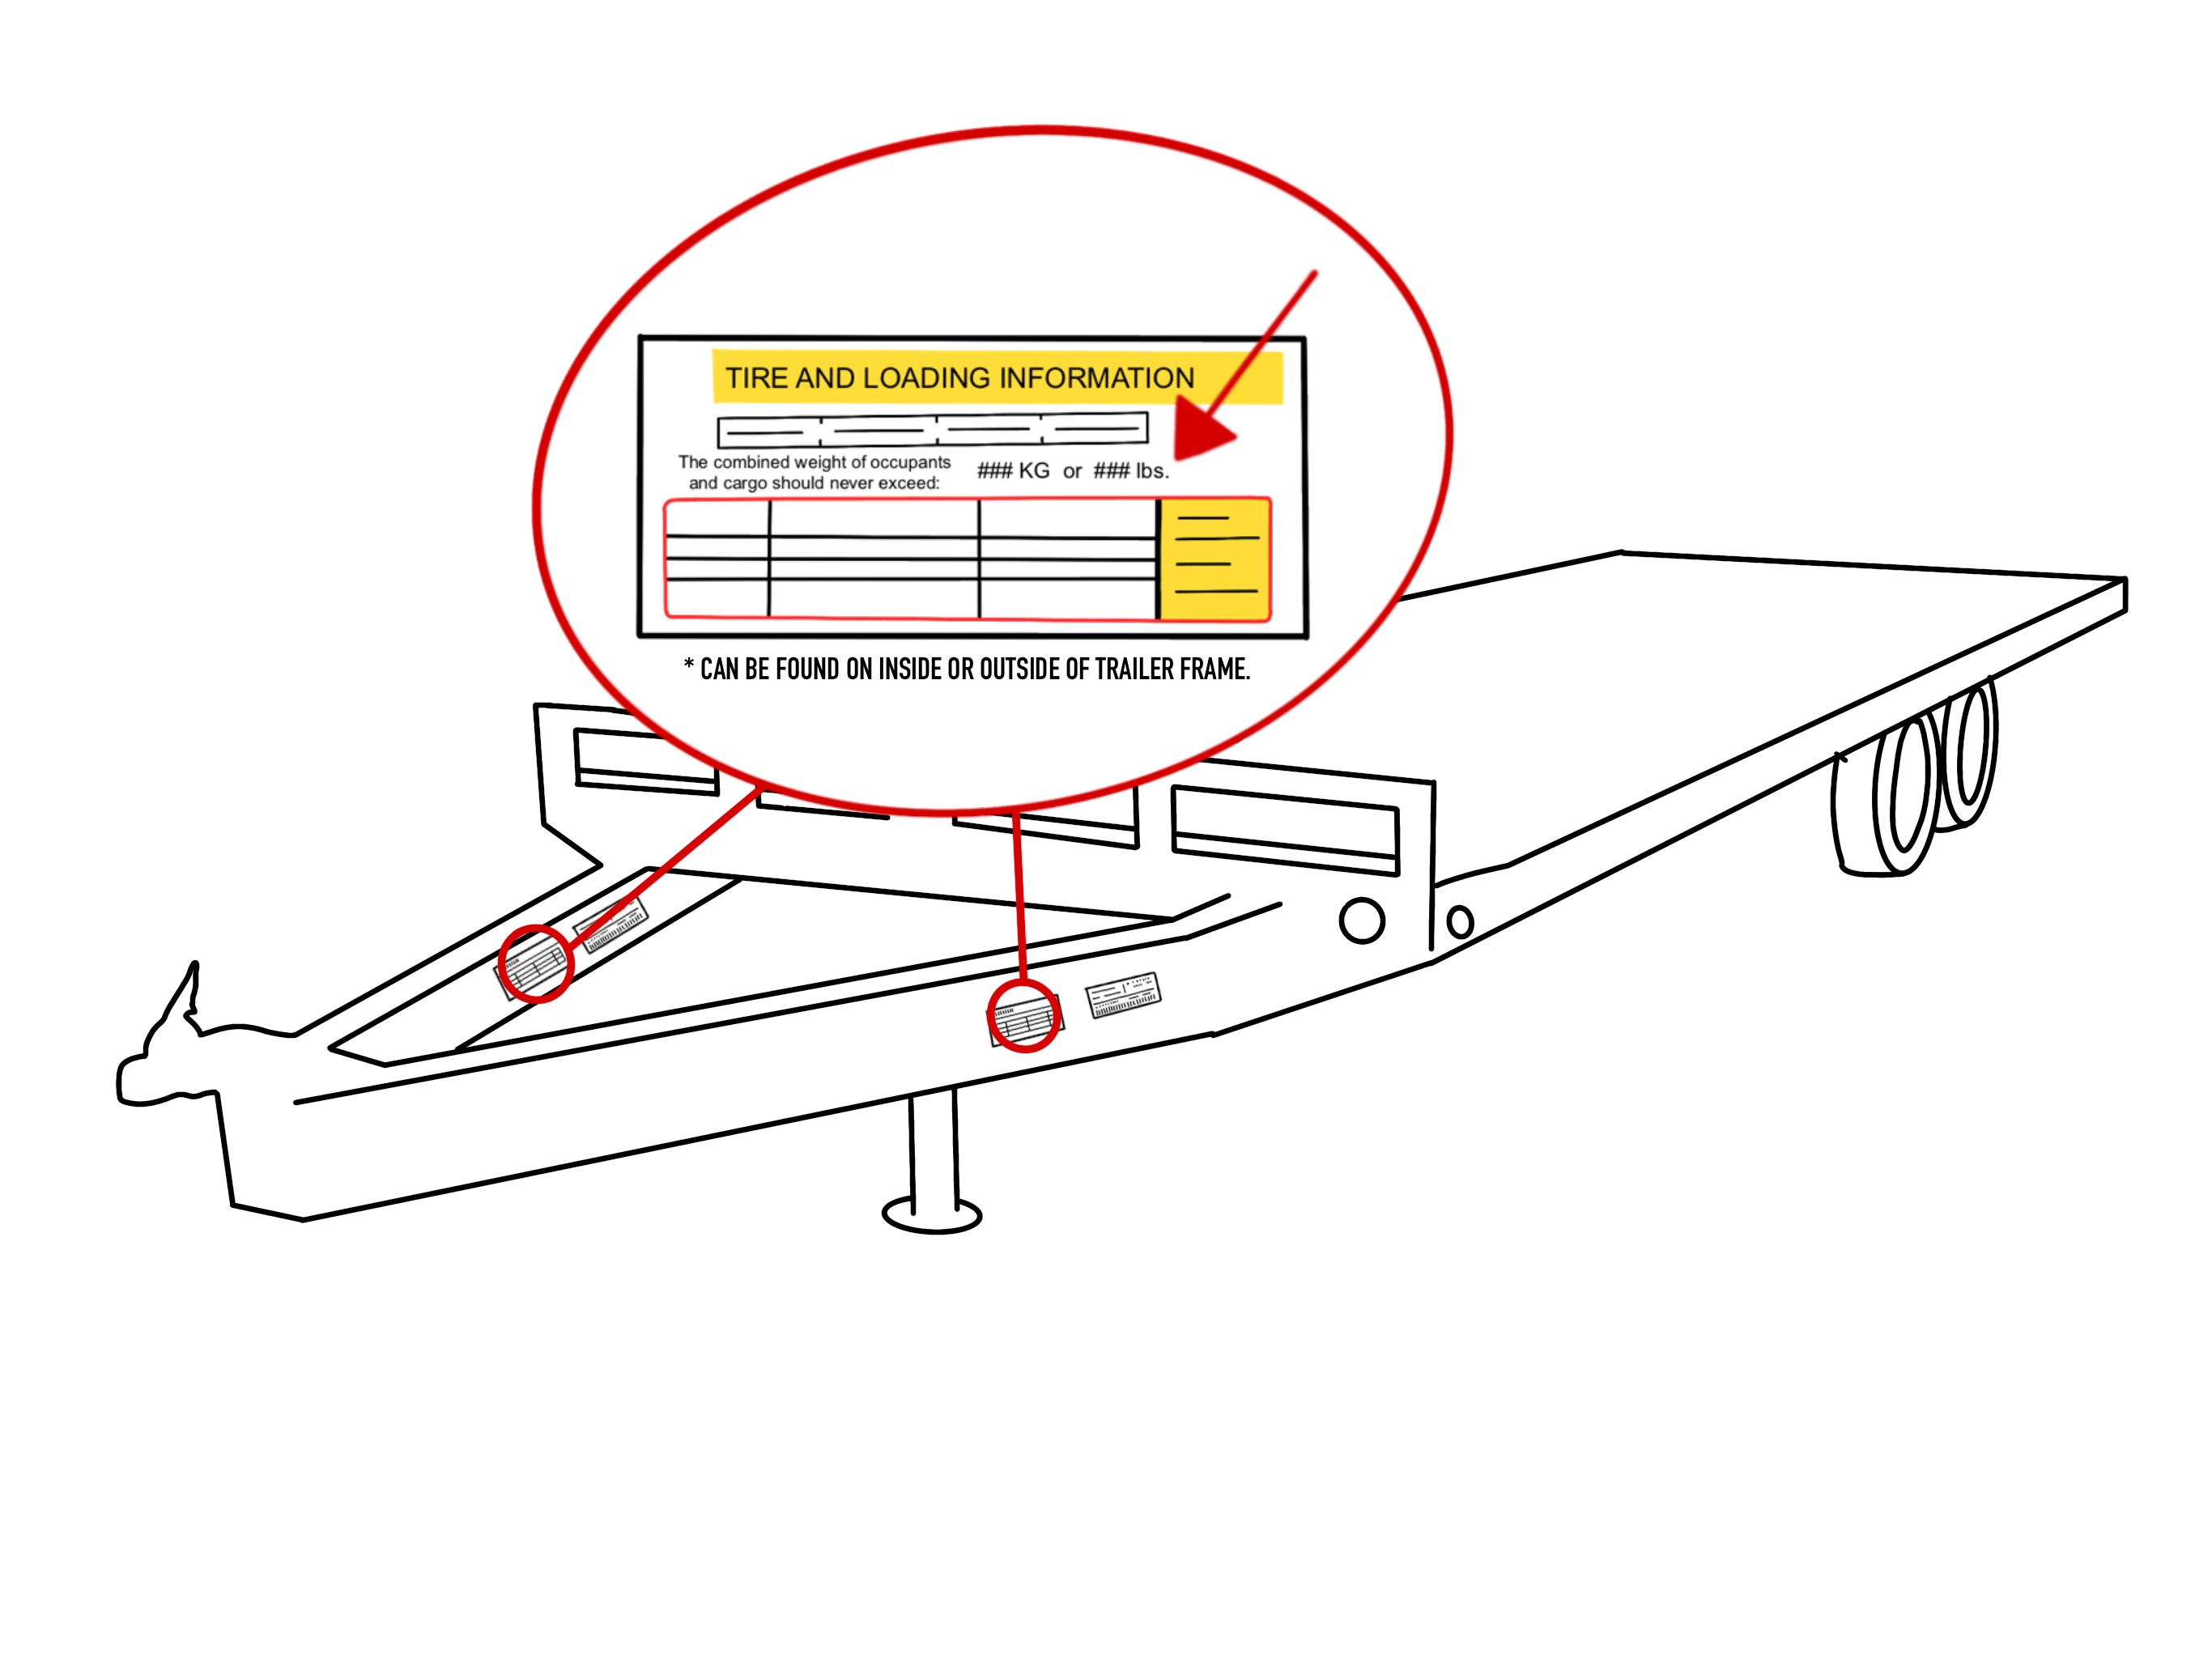 TIRE AND LOADING INFORMATION
The combined weight of occupants
and cargo should never exceed:
### KG or ### lbs.
* CAN BE FOUND ON INSIDE OR OUTSIDE OF TRAILER FRAME.